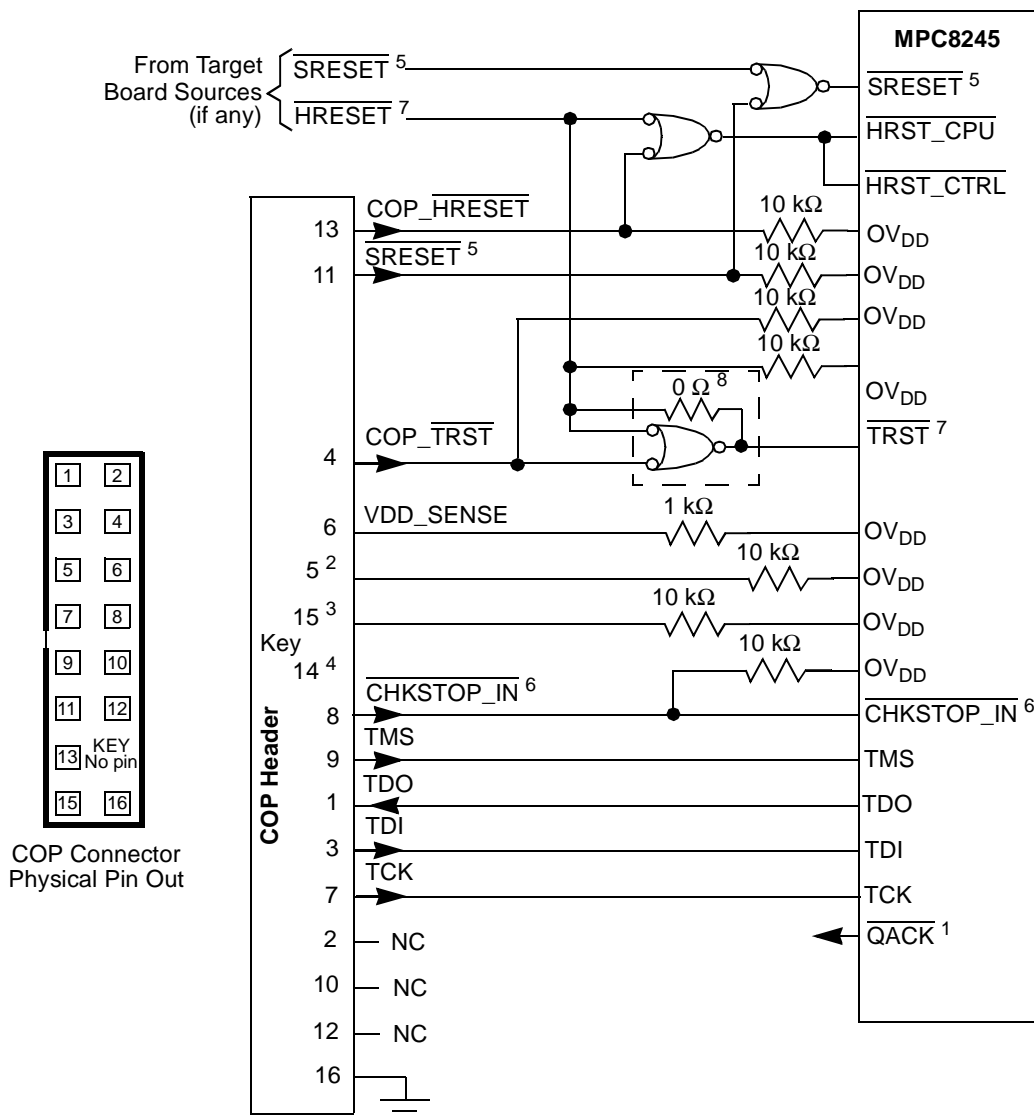 MPC8245
From Target
Board Sources
(if any)
SRESET 5
HRESET 7
SRESET 5
HRST_CPU
HRST_CTRL
13
COP_HRESET
10 kΩ
OVDD
11
SRESET 5
10 kΩ
OVDD
10 kΩ
OVDD
10 kΩ
OVDD
0 Ω 8
4
COP_TRST
TRST 7
6
VDD_SENSE
1 kΩ
OVDD
5 2
10 kΩ
OVDD
15 3
10 kΩ
OVDD
Key
14 4
10 kΩ
OVDD
8
CHKSTOP_IN 6
CHKSTOP_IN 6
9
TMS
TMS
1
TDO
TDO
3
TDI
TDI
7
TCK
TCK
QACK 1
2
NC
10
NC
12
NC
16
COP Header
1 2
3 4
5 6
7 8
9 10
11 12
13 KEY
No pin
15 16
COP Connector
Physical Pin Out